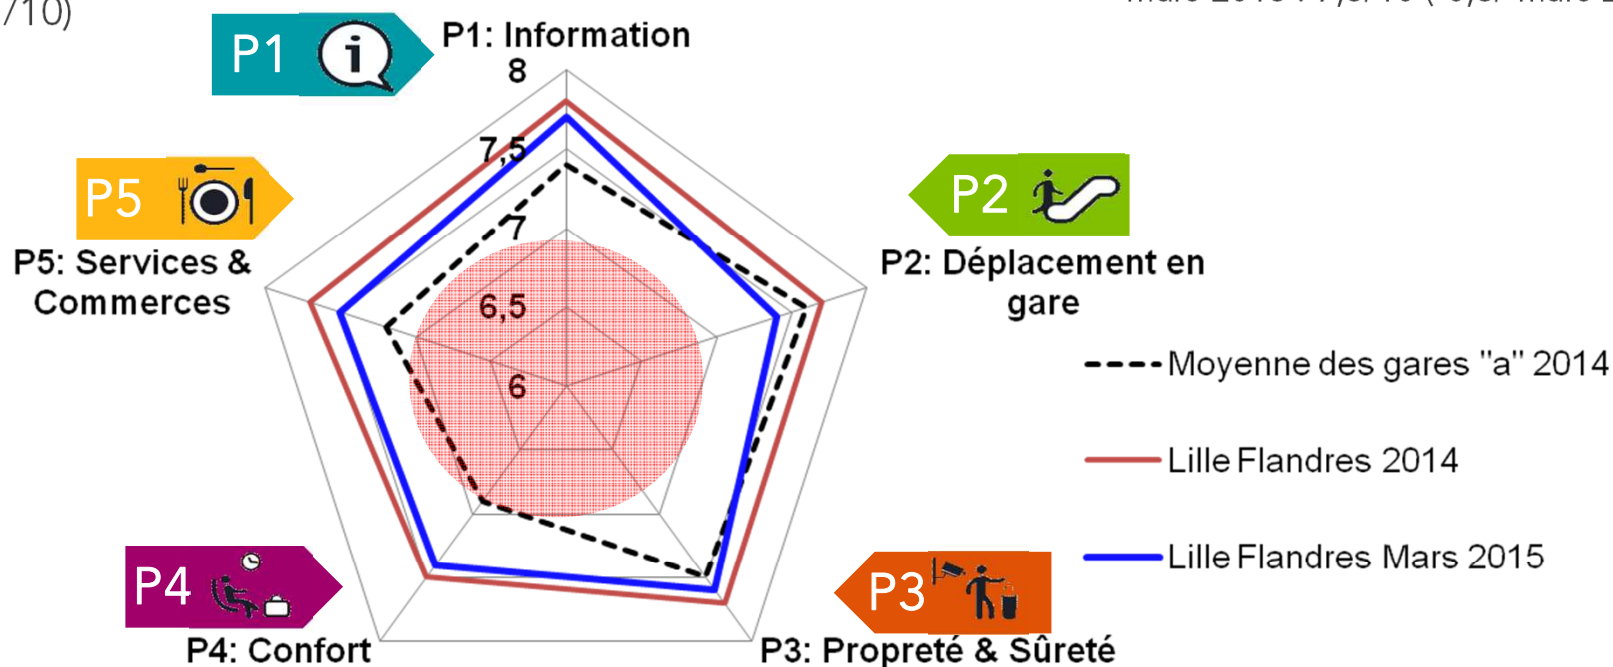 /10)
P1
P1: Information
8
7,5
7
6,5
6
P5
P5: Services &
Commerces
P2
P2: Déplacement en
gare
Moyenne des gares "a" 2014
Lille Flandres 2014
Lille Flandres Mars 2015
P4
P4: Confort
P3
P3: Propreté & Sûreté